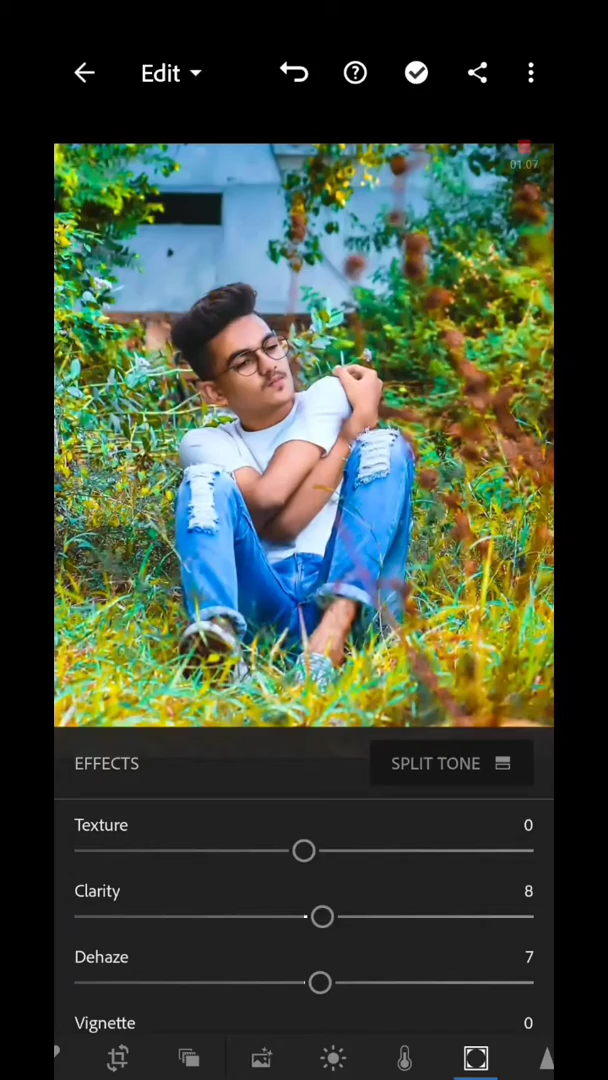 Edit
01:07
EFFECTS
SPLIT TONE
Texture 0
Clarity 8
Dehaze 7
Vignette 0